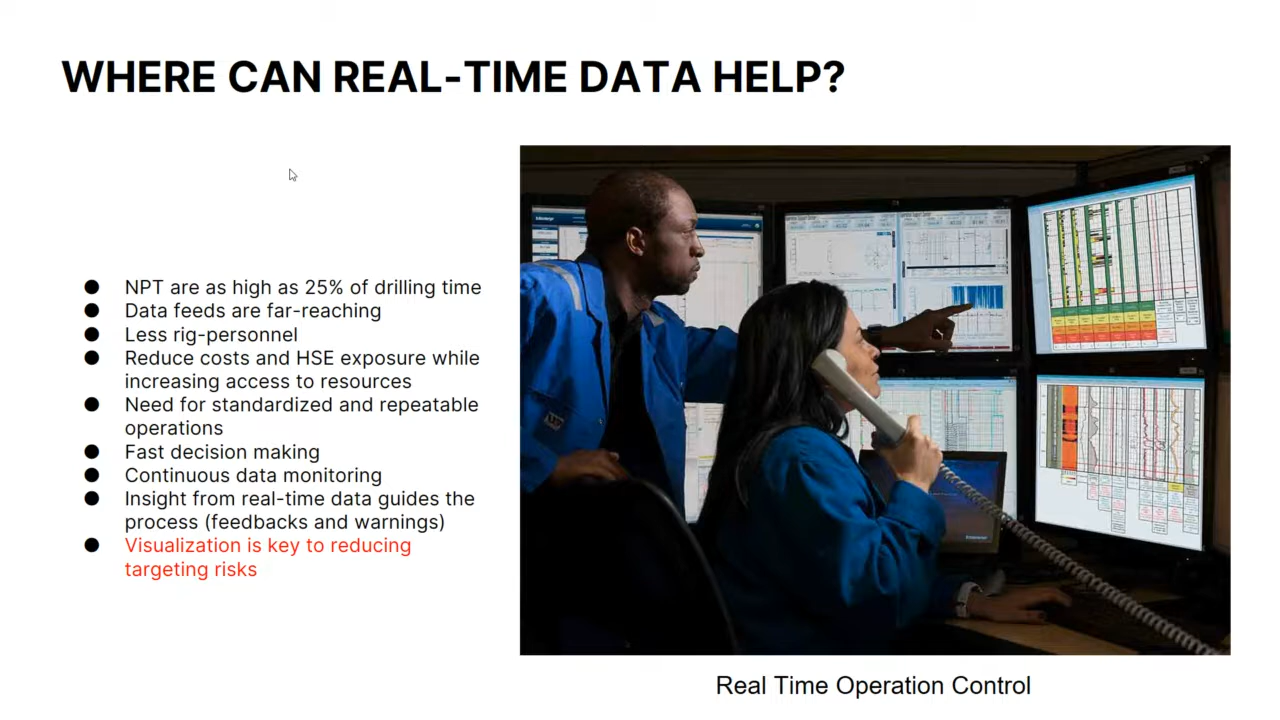 WHERE CAN REAL-TIME DATA HELP?
NPT are as high as 25% of drilling time
Data feeds are far-reaching
Less rig-personnel
Reduce costs and HSE exposure while
increasing access to resources
Need for standardized and repeatable
operations
Fast decision making
Continuous data monitoring
Insight from real-time data guides the
process (feedbacks and warnings)
Visualization is key to reducing
targeting risks
Real Time Operation Control